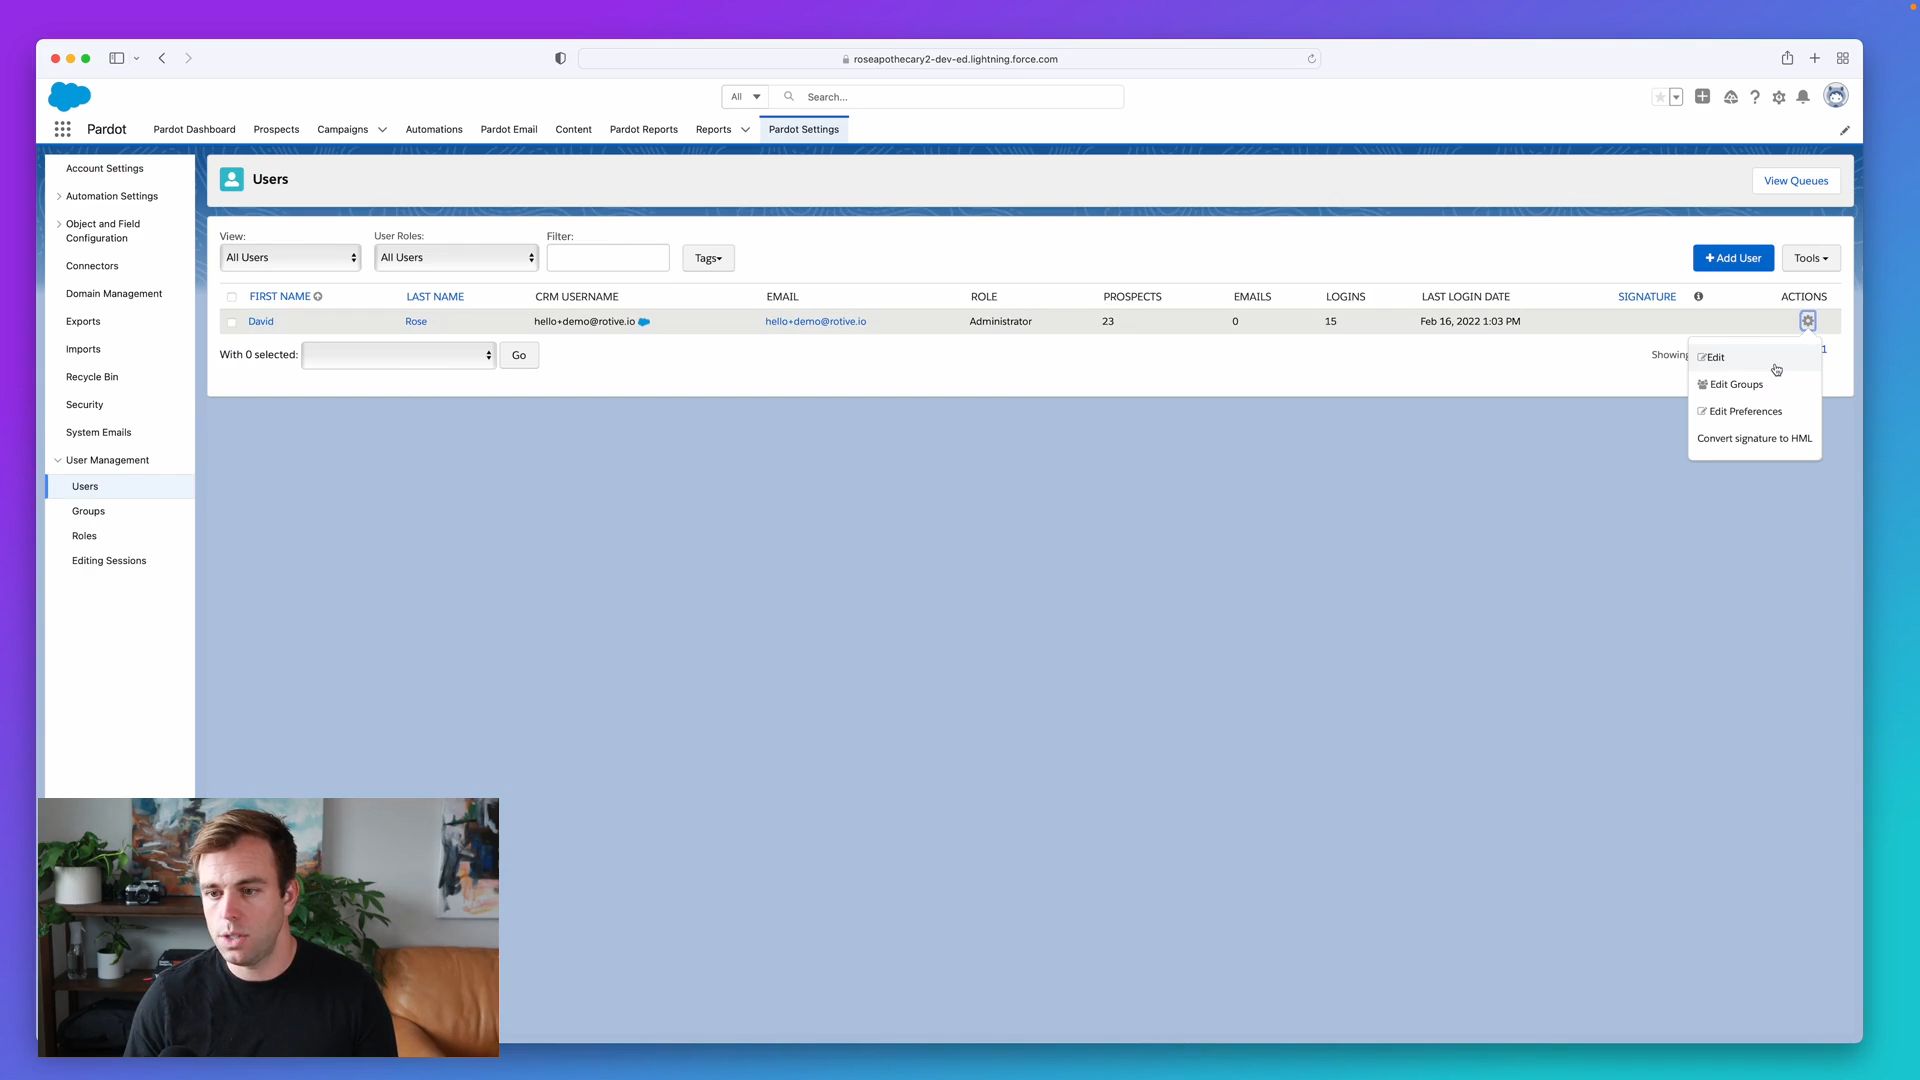 roseapothecary2-dev-ed.lightning.force.com
All
Search...
Pardot
Pardot Dashboard
Prospects
Campaigns
Automations
Pardot Email
Content
Pardot Reports
Reports
Pardot Settings
Account Settings
Automation Settings
Object and Field
Configuration
Connectors
Domain Management
Exports
Imports
Recycle Bin
Security
System Emails
User Management
Users
Groups
Roles
Editing Sessions
Users
View Queues
View:
User Roles:
Filter:
All Users
All Users
Tags
+ Add User
Tools
FIRST NAME LAST NAME CRM USERNAME EMAIL ROLE PROSPECTS EMAILS LOGINS LAST LOGIN DATE SIGNATURE ACTIONS
David Rose hello+demo@rotive.io hello+demo@rotive.io Administrator 23 0 15 Feb 16, 2022 1:03 PM
With 0 selected:
Go
Showing
1
Edit
Edit Groups
Edit Preferences
Convert signature to HML